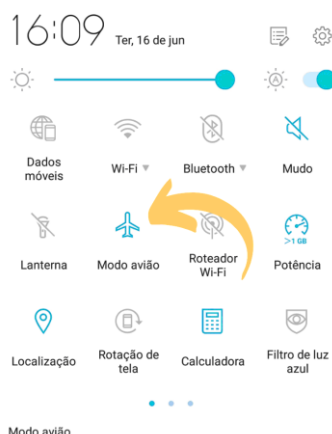 16:09 Ter, 16 de jun
Dados
móveis
Wi-Fi
Bluetooth
Mudo
Lanterna
Modo avião
Roteador
Wi-Fi
>1 GB
Potência
Localização
Rotação de
tela
Calculadora
Filtro de luz
azul
Modo avião